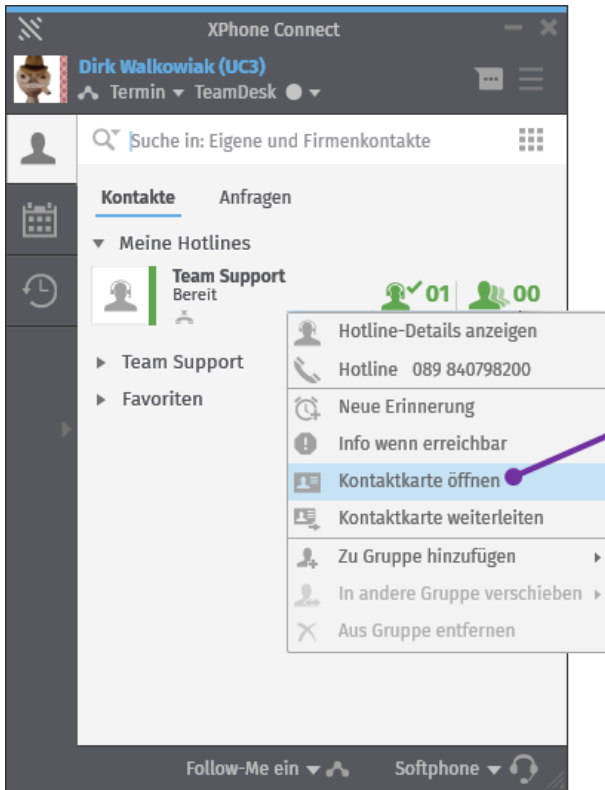 XPhone Connect
Dirk Walkowiak (UC3)
Termin TeamDesk
Suche in: Eigene und Firmenkontakte
Kontakte Anfragen
Meine Hotlines
Team Support
Bereit
01 00
Hotline-Details anzeigen
Hotline 089 840798200
Team Support
Neue Erinnerung
Favoriten
Info wenn erreichbar
Kontaktkarte öffnen
Kontaktkarte weiterleiten
Zu Gruppe hinzufügen
In andere Gruppe verschieben
Aus Gruppe entfernen
Follow-Me ein Softphone